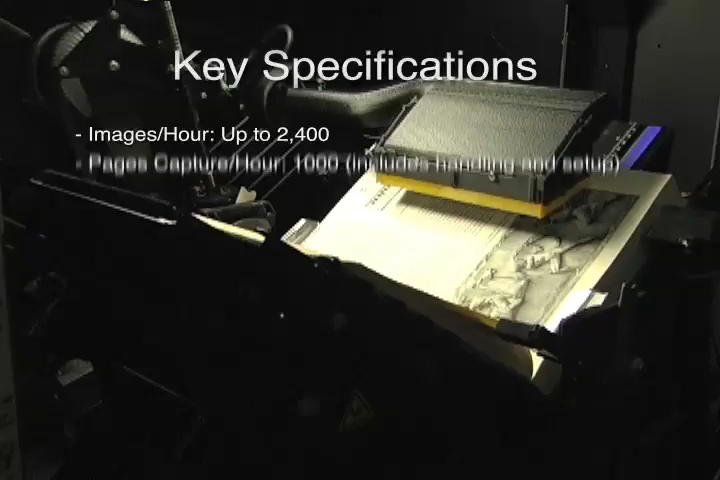 Key Specifications
- Images/Hour: Up to 2,400
- Pages Capture/Hour: 1000 (includes handling and setup)